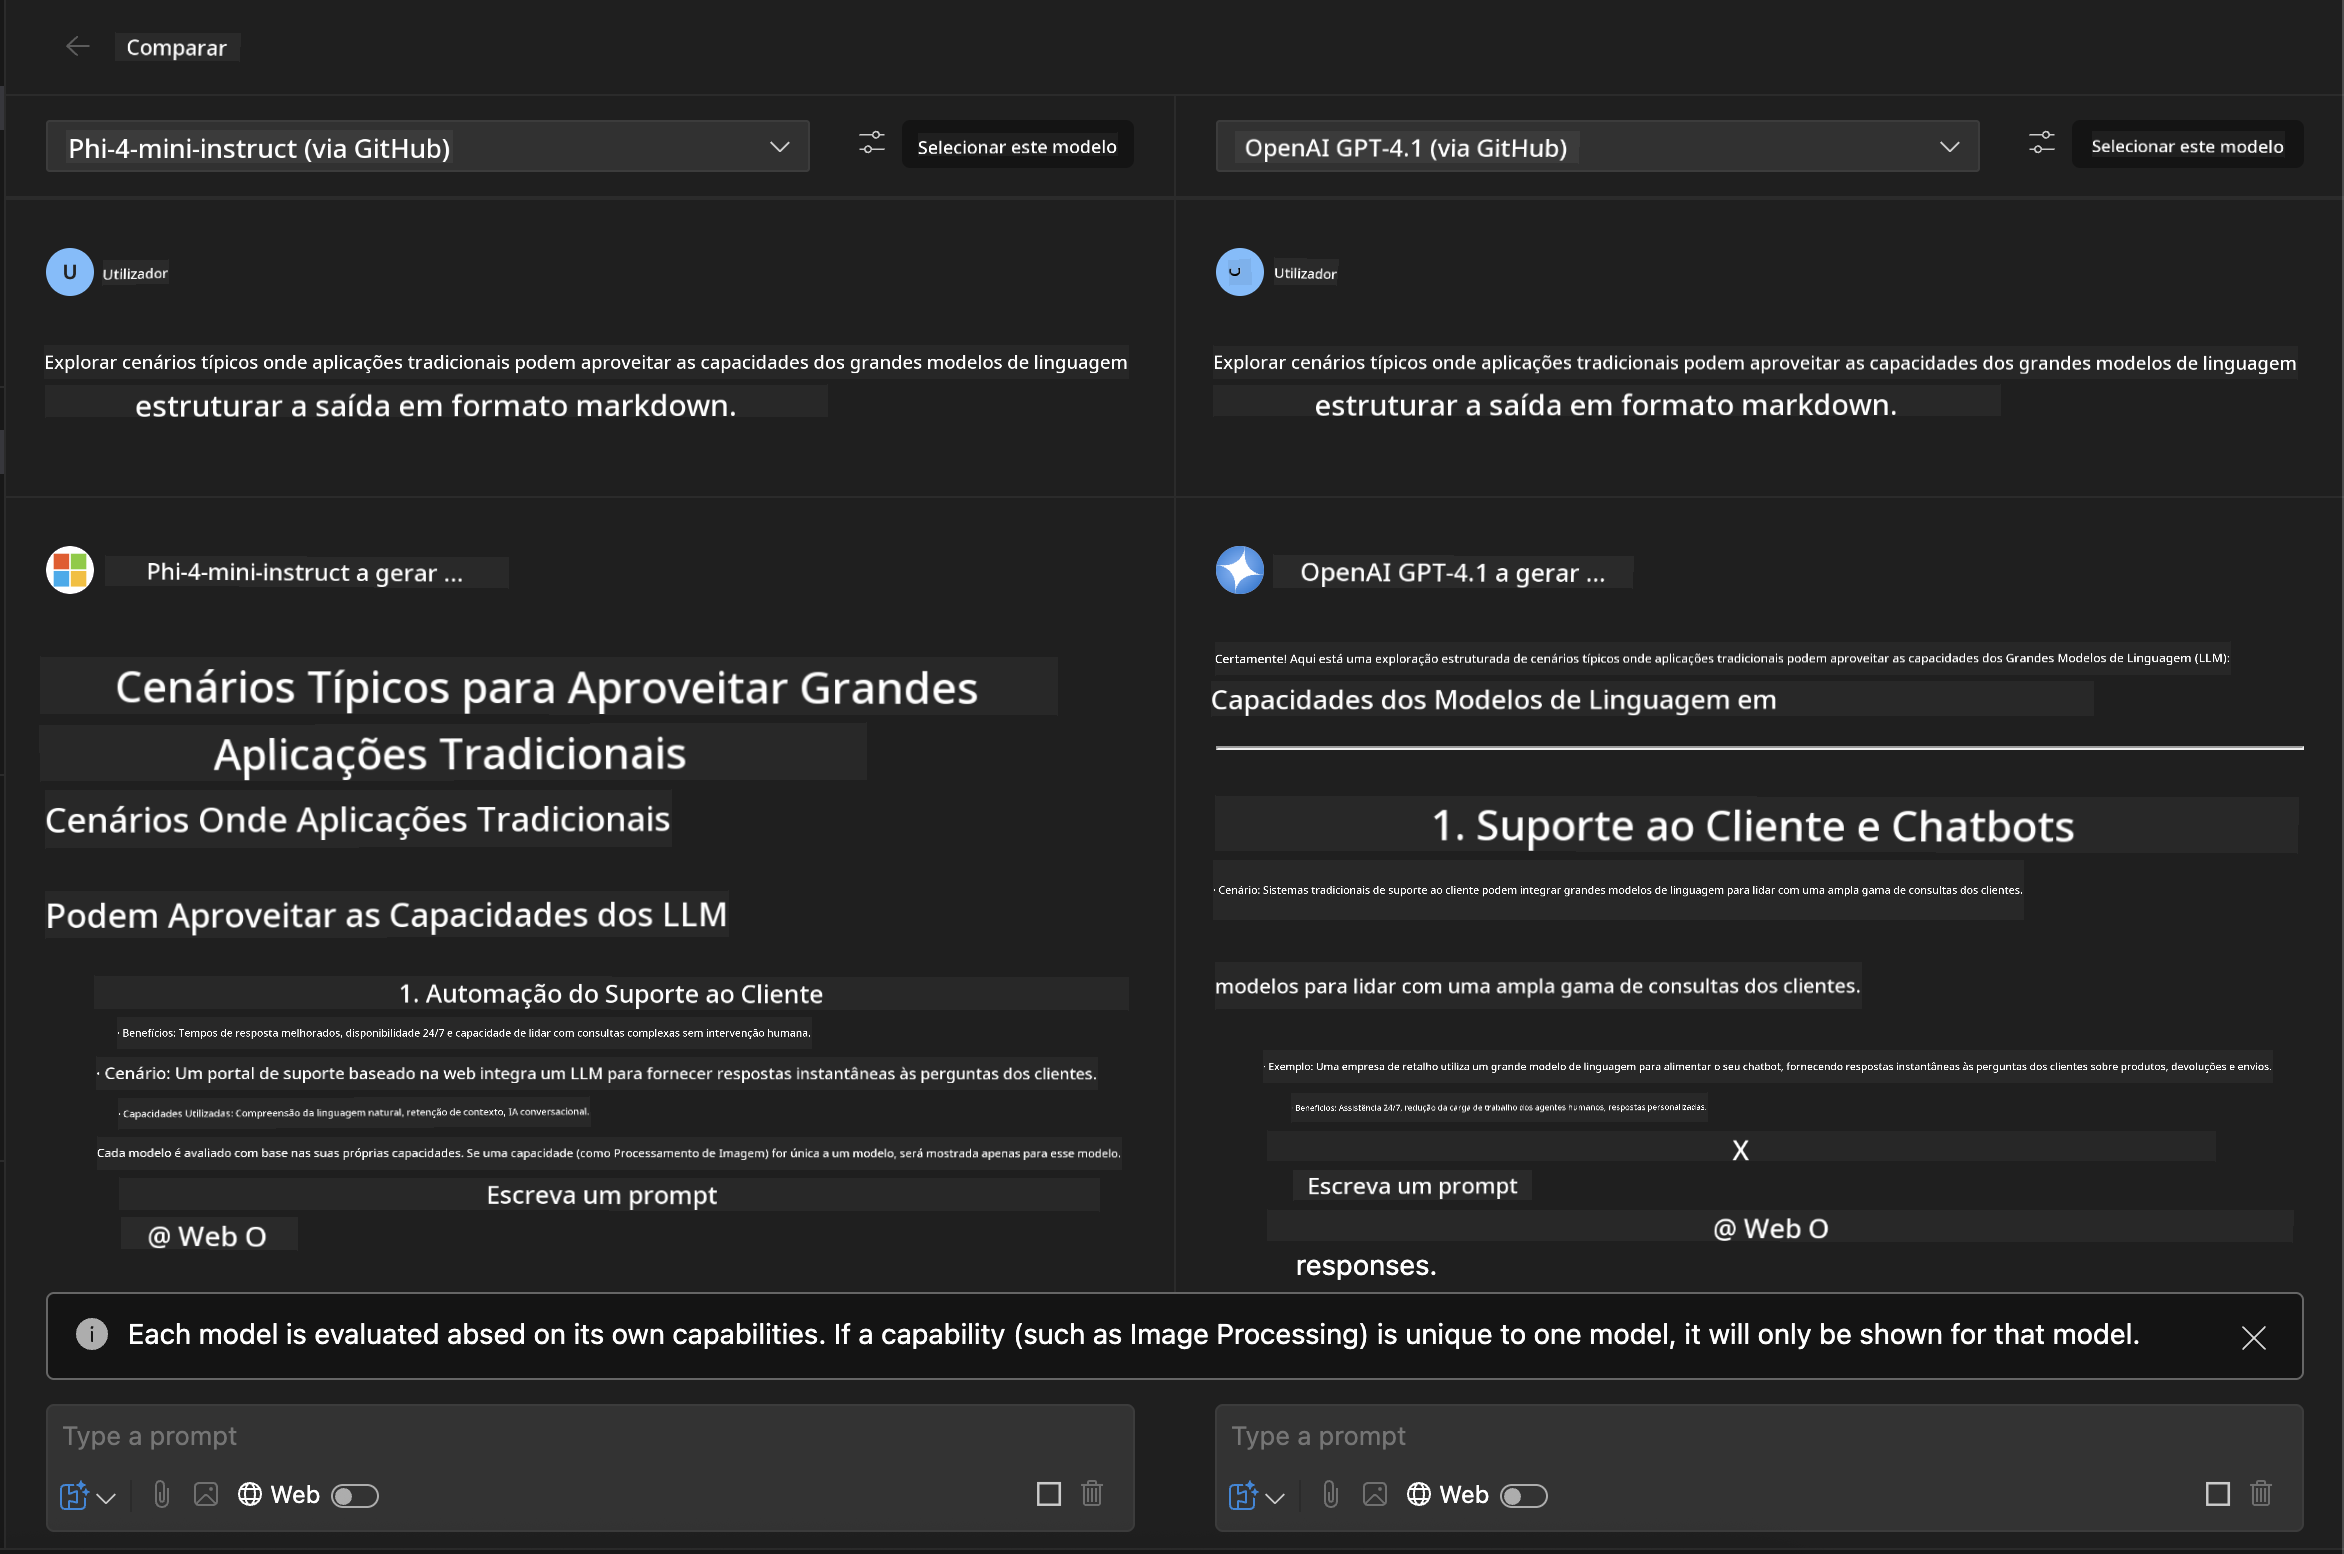 Comparar
Phi-4-mini-instruct (via GitHub)
Selecionar este modelo
OpenAI GPT-4.1 (via GitHub)
Selecionar este modelo
U
Utilizador
Explorar cenários típicos onde aplicações tradicionais podem aproveitar as capacidades dos grandes modelos de linguagem
estruturar a saída em formato markdown.
Phi-4-mini-instruct a gerar ...
Cenários Típicos para Aproveitar Grandes
Aplicações Tradicionais
Cenários Onde Aplicações Tradicionais
Podem Aproveitar as Capacidades dos LLM
1. Automação do Suporte ao Cliente
· Benefícios: Tempos de resposta melhorados, disponibilidade 24/7 e capacidade de lidar com consultas complexas sem intervenção humana.
· Cenário: Um portal de suporte baseado na web integra um LLM para fornecer respostas instantâneas às perguntas dos clientes.
· Capacidades Utilizadas: Compreensão da linguagem natural, retenção de contexto, IA conversacional.
Cada modelo é avaliado com base nas suas próprias capacidades. Se uma capacidade (como Processamento de Imagem) for única a um modelo, será mostrada apenas para esse modelo.
Escreva um prompt
@ Web O
U
Utilizador
Explorar cenários típicos onde aplicações tradicionais podem aproveitar as capacidades dos grandes modelos de linguagem
estruturar a saída em formato markdown.
OpenAI GPT-4.1 a gerar ...
Certamente! Aqui está uma exploração estruturada de cenários típicos onde aplicações tradicionais podem aproveitar as capacidades dos Grandes Modelos de Linguagem (LLM):
Capacidades dos Modelos de Linguagem em
1. Suporte ao Cliente e Chatbots
· Cenário: Sistemas tradicionais de suporte ao cliente podem integrar grandes modelos de linguagem para lidar com uma ampla gama de consultas dos clientes.
modelos para lidar com uma ampla gama de consultas dos clientes.
· Exemplo: Uma empresa de retalho utiliza um grande modelo de linguagem para alimentar o seu chatbot, fornecendo respostas instantâneas às perguntas dos clientes sobre produtos, devoluções e envios.
Benefícios: Assistência 24/7, redução da carga de trabalho dos agentes humanos, respostas personalizadas.
X
Escreva um prompt
@ Web O
responses.
Each model is evaluated absed on its own capabilities. If a capability (such as Image Processing) is unique to one model, it will only be shown for that model.
Type a prompt
Web
Type a prompt
Web